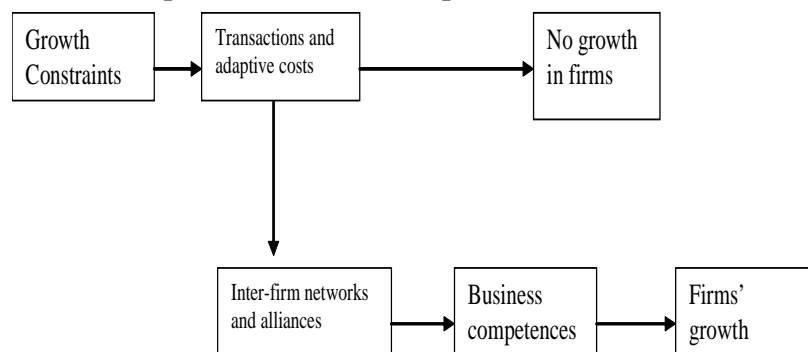 Growth
Constraints
Transactions and
adaptive costs
No growth
in firms
Inter-firm networks
and alliances
Business
competences
Firms’
growth